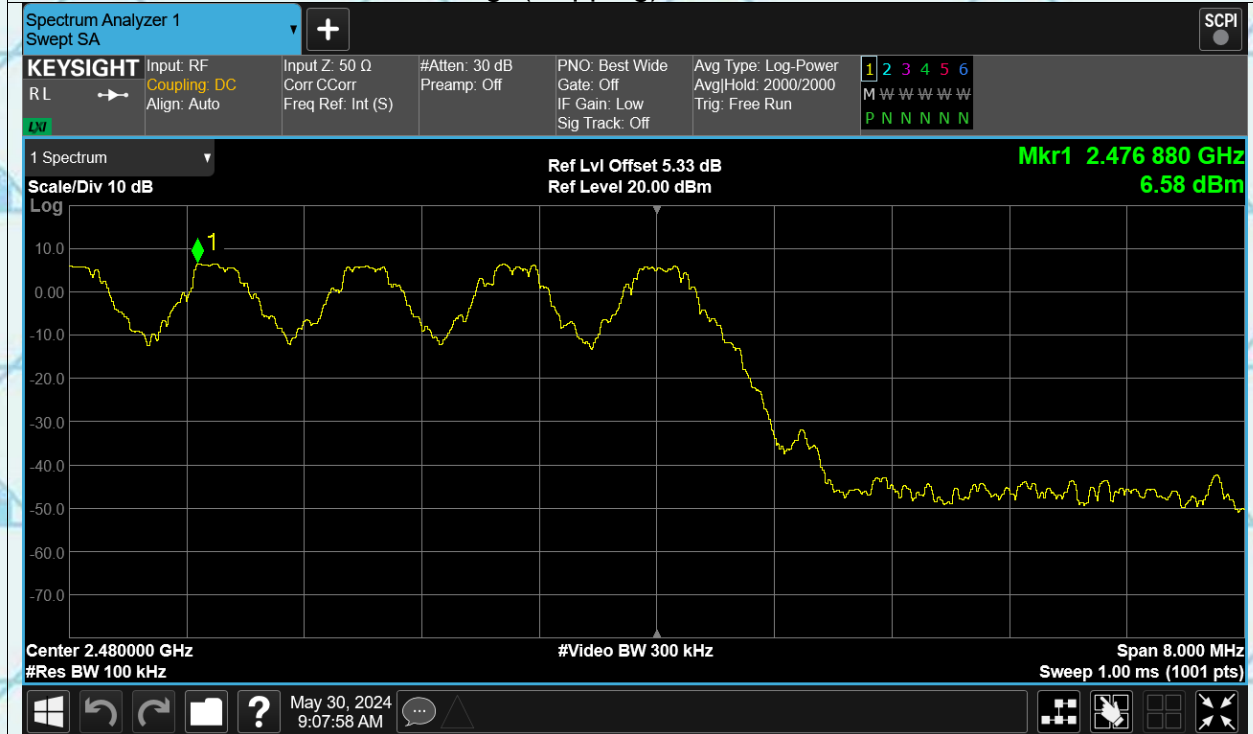 Spectrum Analyzer 1
Swept SA
+
SCPI
KEYSIGHT
R L
LXI
Input: RF
Coupling: DC
Align: Auto
Input Z: 50 Ω
Corr CCorr
Freq Ref: Int (S)
#Atten: 30 dB
Preamp: Off
PNO: Best Wide
Gate: Off
IF Gain: Low
Sig Track: Off
Avg Type: Log-Power
Avg|Hold: 2000/2000
Trig: Free Run
1 2 3 4 5 6
M W W W W W
P N N N N N
1 Spectrum
Scale/Div 10 dB
Log
Ref Lvl Offset 5.33 dB
Ref Level 20.00 dBm
Mkr1 2.476 880 GHz
6.58 dBm
1
10.0
0.00
-10.0
-20.0
-30.0
-40.0
-50.0
-60.0
-70.0
Center 2.480000 GHz
#Video BW 300 kHz
Span 8.000 MHz
#Res BW 100 kHz
Sweep 1.00 ms (1001 pts)
?
May 30, 2024
9:07:58 AM